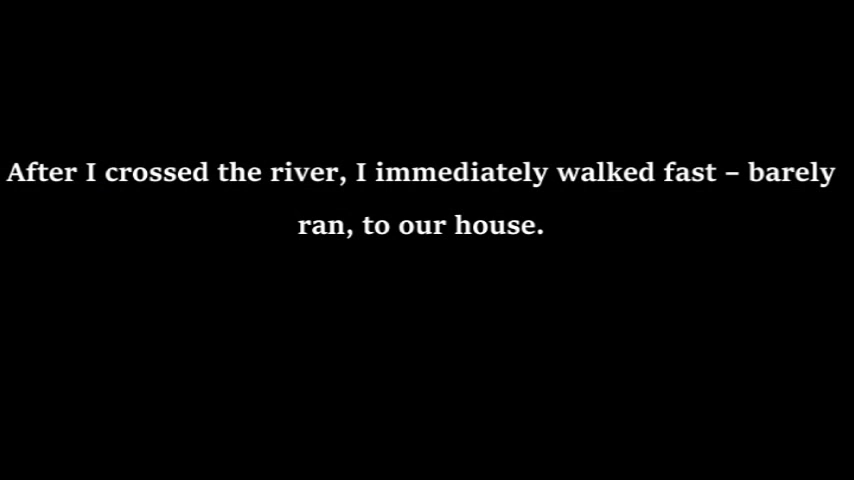 After I crossed the river, I immediately walked fast – barely
ran, to our house.